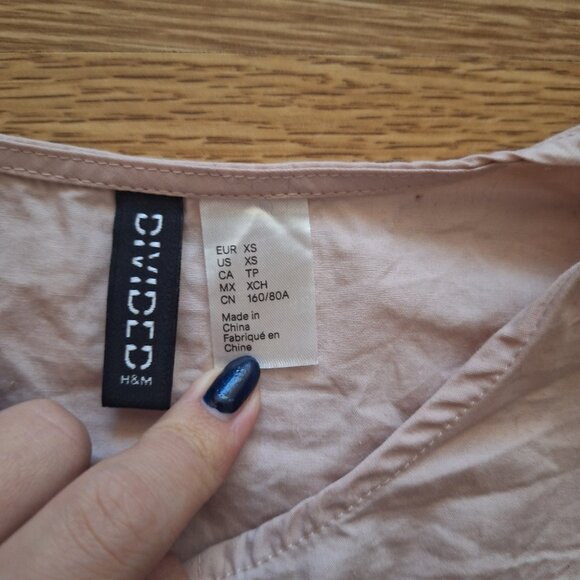 DIVIDED
H&M
EUR XS
US XS
CA TP
MX XCH
CN 160/80A
Made in
China
Fabriqué en
Chine